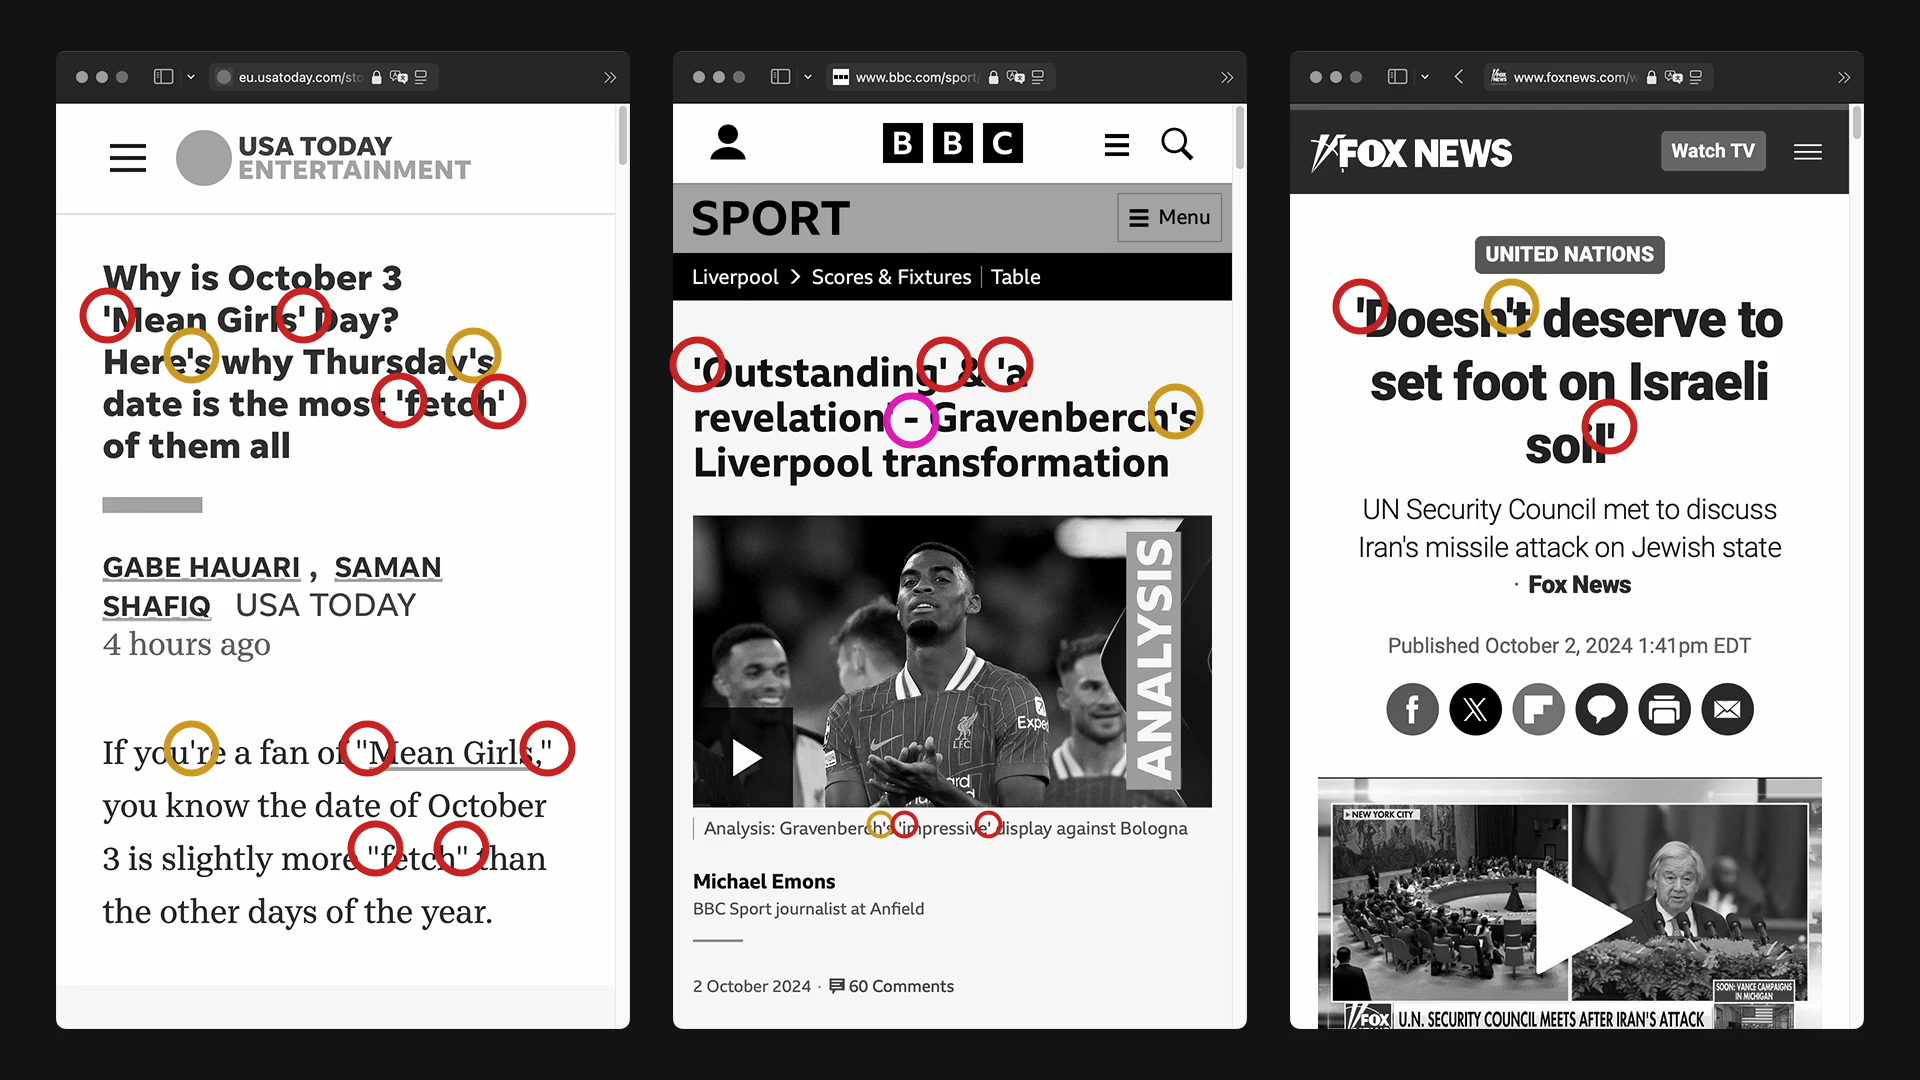 eu.usatoday.com/sto
USA TODAY
ENTERTAINMENT
Why is October 3
'Mean Girls' Day?
Here's why Thursday's
date is the most 'fetch'
of them all
GABE HAUARI , SAMAN
SHAFIQ USA TODAY
4 hours ago
If you're a fan of "Mean Girls,"
you know the date of October
3 is slightly more "fetch" than
the other days of the year.
www.bbc.com/sport/
BBC
SPORT
Menu
Liverpool > Scores & Fixtures | Table
'Outstanding' & 'a
revelation' - Gravenberch's
Liverpool transformation
ANALYSIS
Expe
L.F.C.
Analysis: Gravenberch's 'impressive' display against Bologna
Michael Emons
BBC Sport journalist at Anfield
2 October 2024 · 60 Comments
www.foxnews.com/w
FOX NEWS
Watch TV
UNITED NATIONS
'Doesn't deserve to
set foot on Israeli
soil'
UN Security Council met to discuss
Iran's missile attack on Jewish state
· Fox News
Published October 2, 2024 1:41pm EDT
NEW YORK CITY
SOON: VANCE CAMPAIGNS
IN MICHIGAN
FOX
U.N. SECURITY COUNCIL MEETS AFTER IRAN'S ATTACK